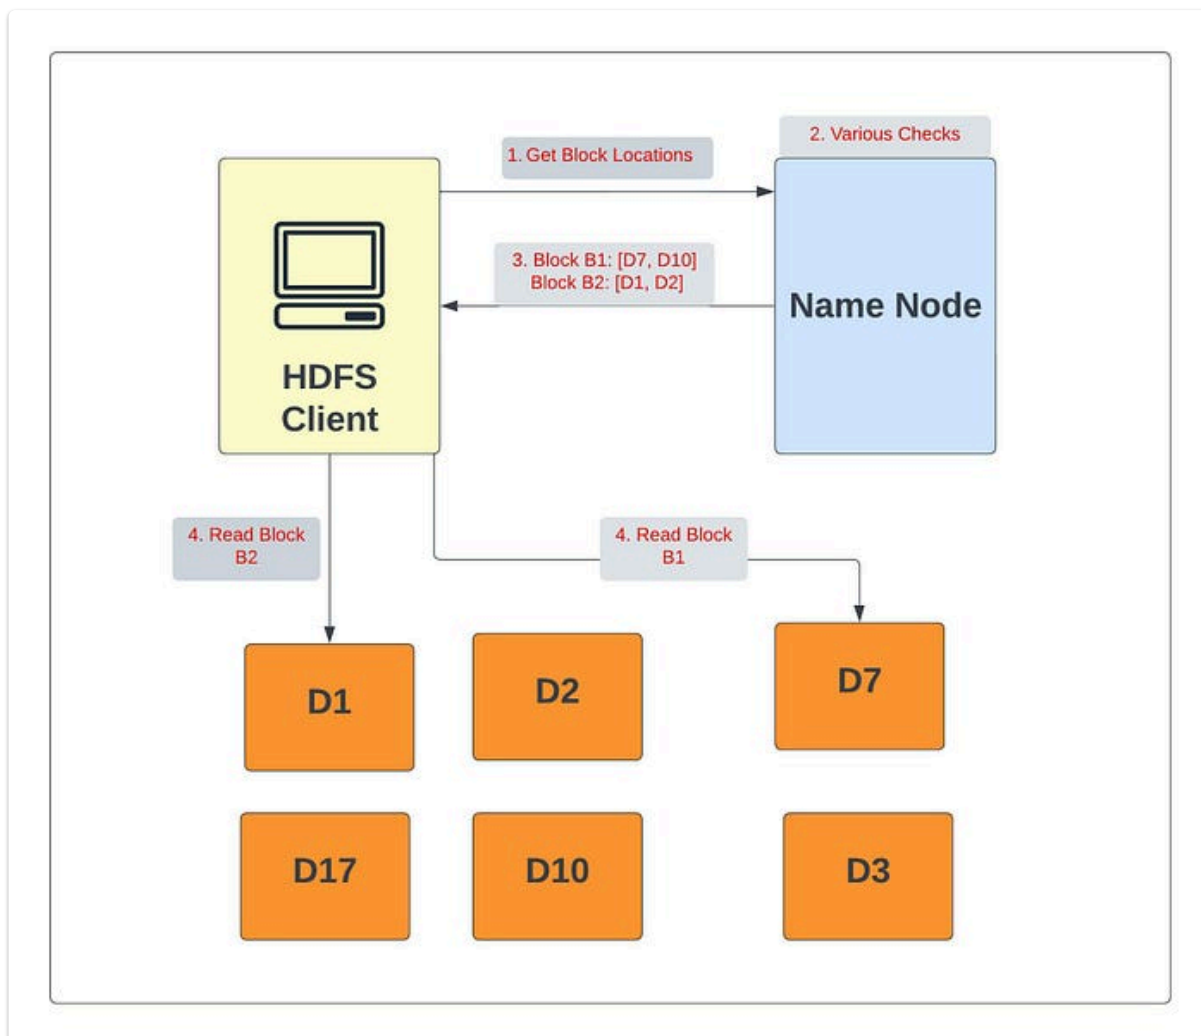 2. Various Checks
1. Get Block Locations
3. Block B1: [D7, D10]
Block B2: [D1, D2]
Name Node
HDFS
Client
4. Read Block
B2
4. Read Block
B1
D1
D2
D7
D17
D10
D3